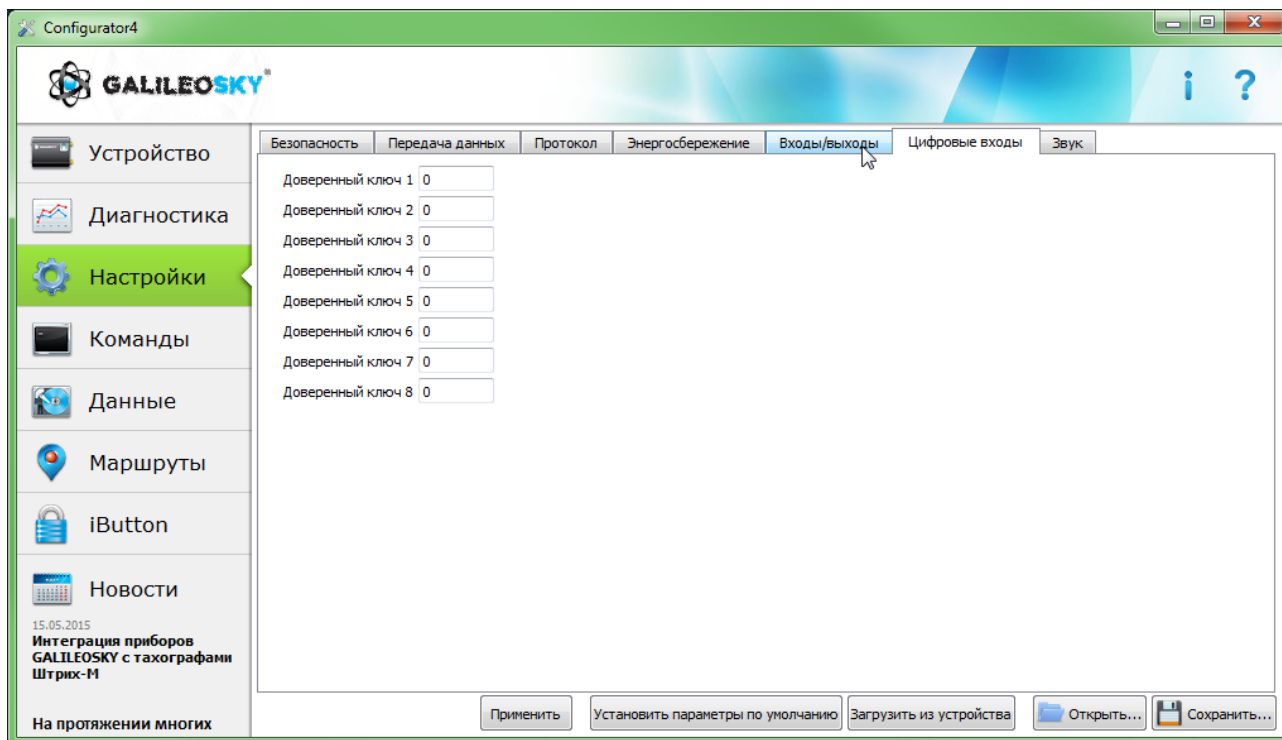 Configurator4
GALILEOSKY®
i ?
Устройство
Диагностика
Настройки
Команды
Данные
Маршруты
iButton
Новости
15.05.2015
Интеграция приборов
GALILEOSKY с тахографами
Штрих-М
На протяжении многих
Безопасность Передача данных Протокол Энергосбережение Входы/выходы Цифровые входы Звук
Доверенный ключ 1 0
Доверенный ключ 2 0
Доверенный ключ 3 0
Доверенный ключ 4 0
Доверенный ключ 5 0
Доверенный ключ 6 0
Доверенный ключ 7 0
Доверенный ключ 8 0
Применить Установить параметры по умолчанию Загрузить из устройства Открыть... Сохранить...